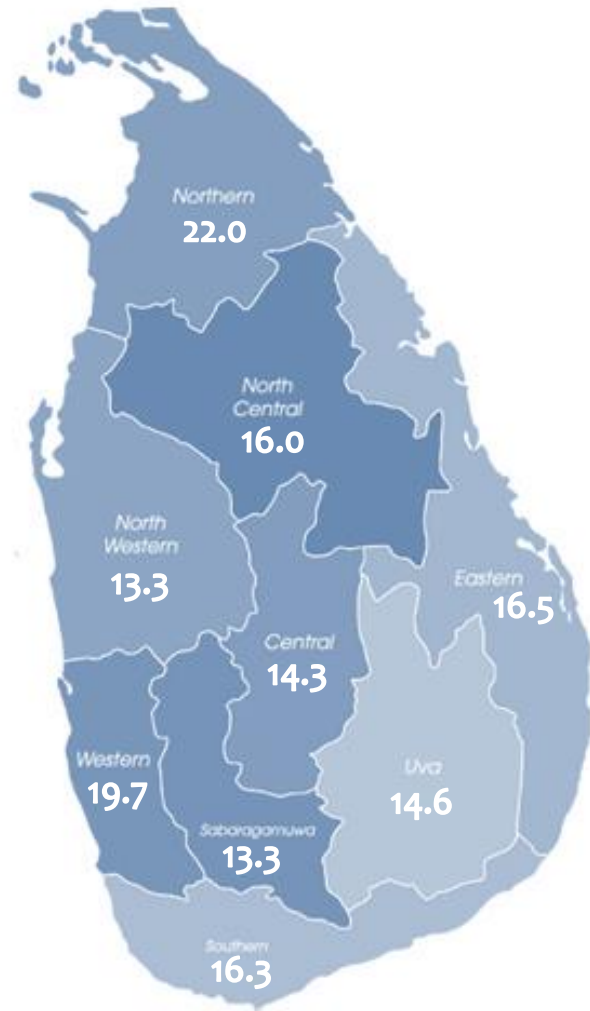 Northern
22.0
North
Central
16.0
North
Western
13.3
Eastern
16.5
Central
14.3
Western
19.7
Uva
14.6
Sabaragamuwa
13.3
Southern
16.3